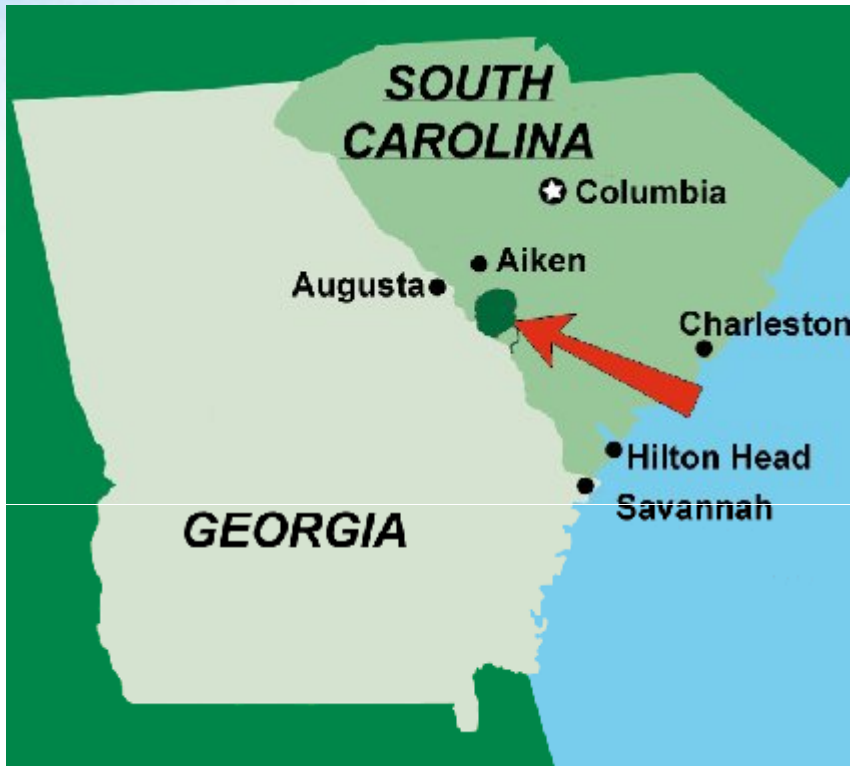 SOUTH
CAROLINA
Columbia
Aiken
Augusta
Charleston
Hilton Head
Savannah
GEORGIA